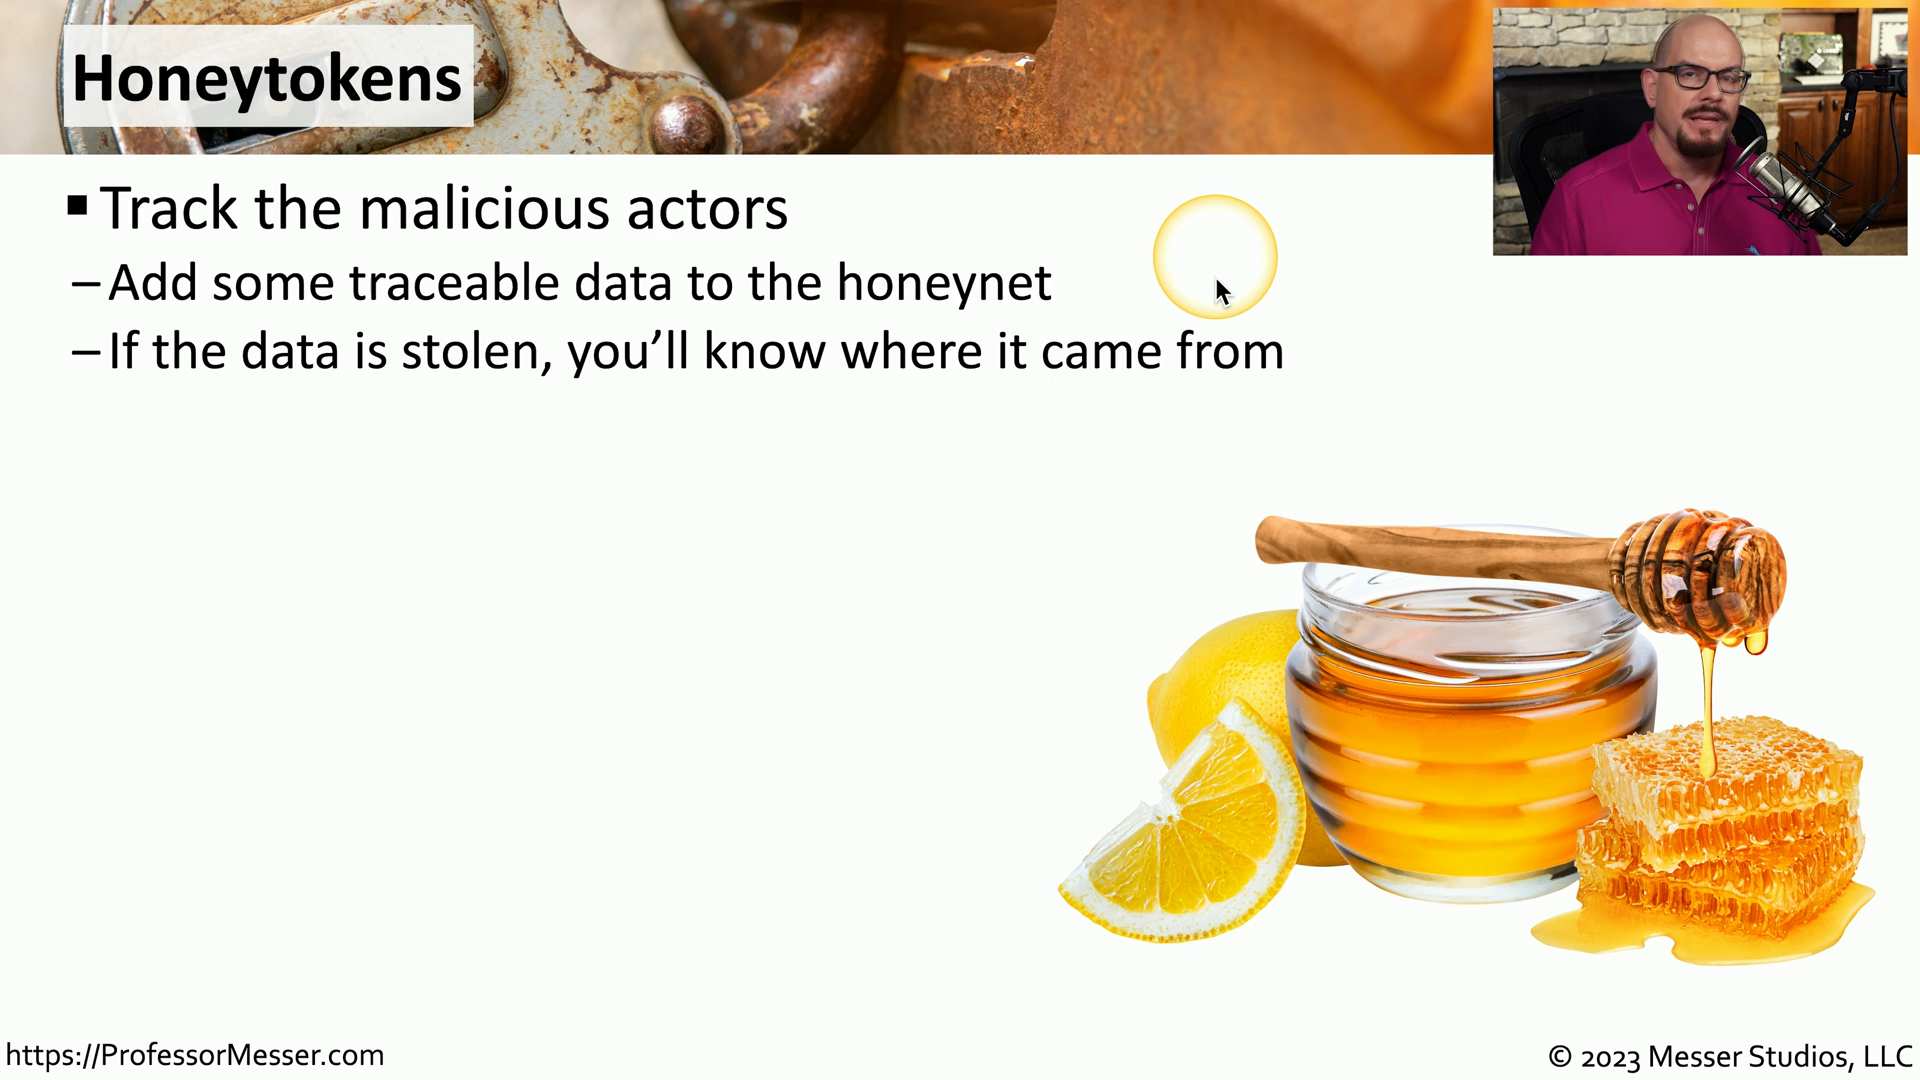 Honeytokens
▪ Track the malicious actors
– Add some traceable data to the honeynet
– If the data is stolen, you’ll know where it came from
https://ProfessorMesser.com
© 2023 Messer Studios, LLC